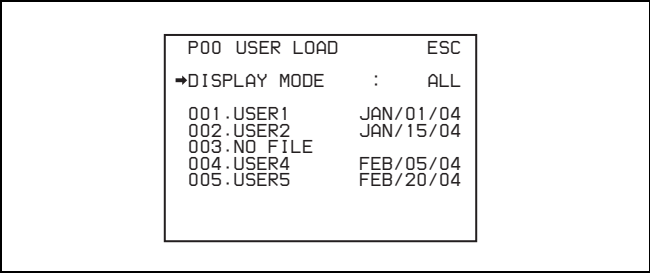 P00 USER LOAD ESC
➡DISPLAY MODE : ALL
001.USER1 JAN/01/04
002.USER2 JAN/15/04
003.NO FILE
004.USER4 FEB/05/04
005.USER5 FEB/20/04